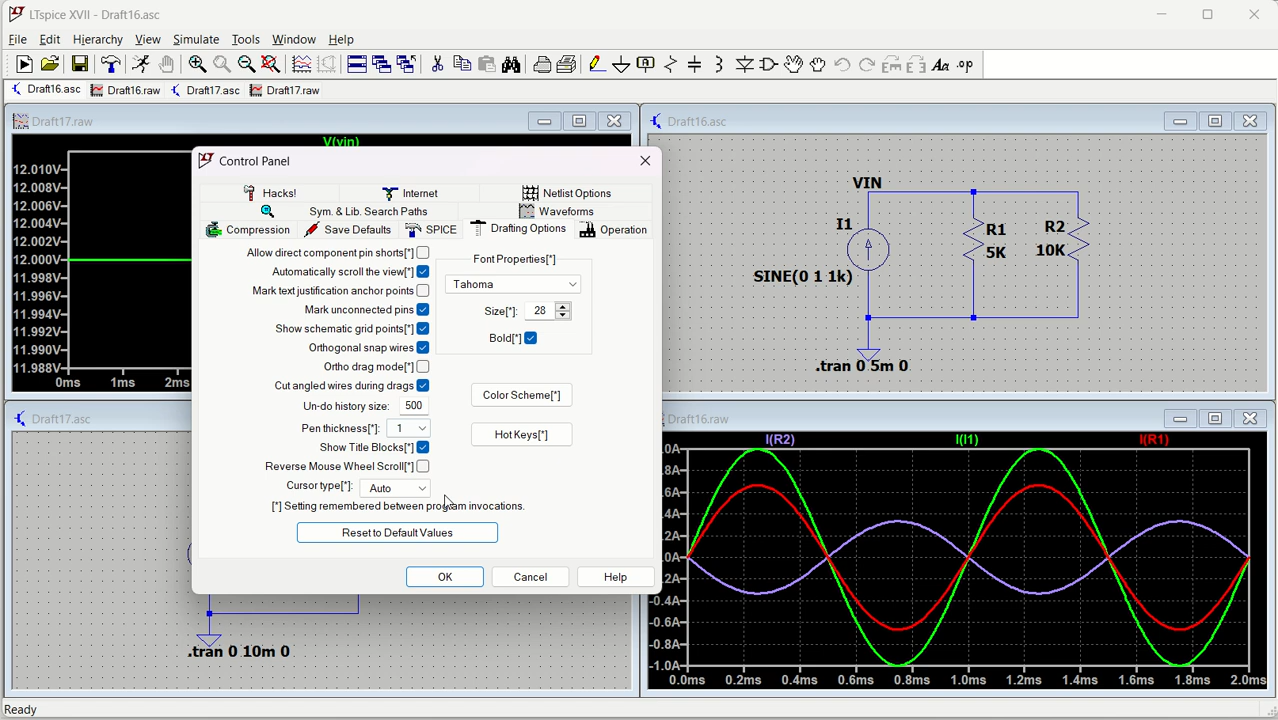 LTspice XVII - Draft16.asc
File Edit Hierarchy View Simulate Tools Window Help
Draft16.asc Draft16.raw Draft17.asc Draft17.raw
Draft17.raw
V(vin)
12.010V
12.008V
12.006V
12.004V
12.002V
12.000V
11.998V
11.996V
11.994V
11.992V
11.990V
11.988V
0ms 1ms 2ms
Control Panel
Hacks! Internet Netlist Options
Sym. & Lib. Search Paths Waveforms
Compression Save Defaults SPICE Drafting Options Operation
Allow direct component pin shorts[*]
Automatically scroll the view[*]
Mark text justification anchor points
Mark unconnected pins
Show schematic grid points[*]
Orthogonal snap wires
Ortho drag mode[*]
Cut angled wires during drags
Un-do history size: 500
Pen thickness[*]: 1
Show Title Blocks[*]
Reverse Mouse Wheel Scroll[*]
Cursor type[*]: Auto
[*] Setting remembered between program invocations.
Reset to Default Values
Font Properties[*]
Tahoma
Size[*]: 28
Bold[*]
Color Scheme[*]
Hot Keys[*]
OK Cancel Help
Draft16.asc
VIN
I1
SINE(0 1 1k)
R1
5K
R2
10K
.tran 0 5m 0
Draft17.asc
.tran 0 10m 0
Draft16.raw
I(R2) I(I1) I(R1)
.0A
.8A
.6A
.4A
.2A
.0A
.2A
-0.4A
-0.6A
-0.8A
-1.0A
0.0ms 0.2ms 0.4ms 0.6ms 0.8ms 1.0ms 1.2ms 1.4ms 1.6ms 1.8ms 2.0ms
Ready